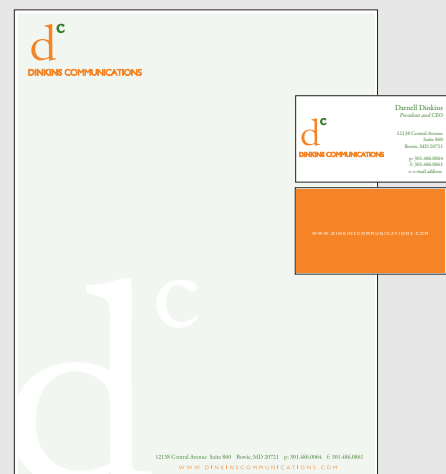 dc
DINKINS COMMUNICATIONS
Darnell Dinkins
President and CEO
dc
12138 Central Avenue
Suite 860
Bowie, MD 20721
DINKINS COMMUNICATIONS
p: 301.486.0064
f: 301.486.0861
e: e-mail address
WWW.DINKINSCOMMUNICATIONS.COM
dc
12138 Central Avenue Suite 860 Bowie, MD 20721 p: 301.486.0064 f: 301.486.0861
WWW.DINKINSCOMMUNICATIONS.COM